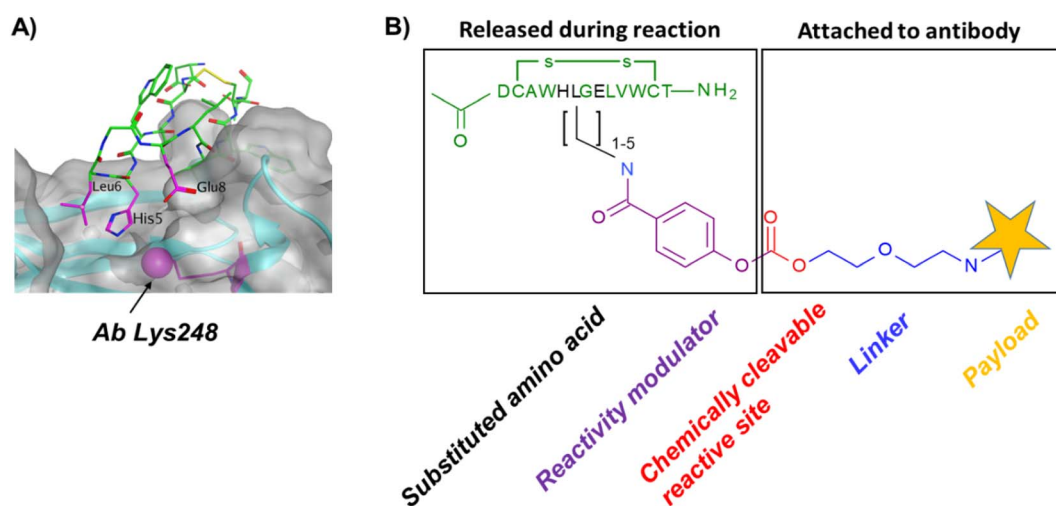 A)
Leu6
Glu8
His5
Ab Lys248
B)
Released during reaction
Attached to antibody
S S
DCAWHLGELVWCT—NH2
O
[ ] 1-5
N
O
O
O
O
O
N
Substituted amino acid
Reactivity modulator
Chemically cleavable
reactive site
Linker
Payload